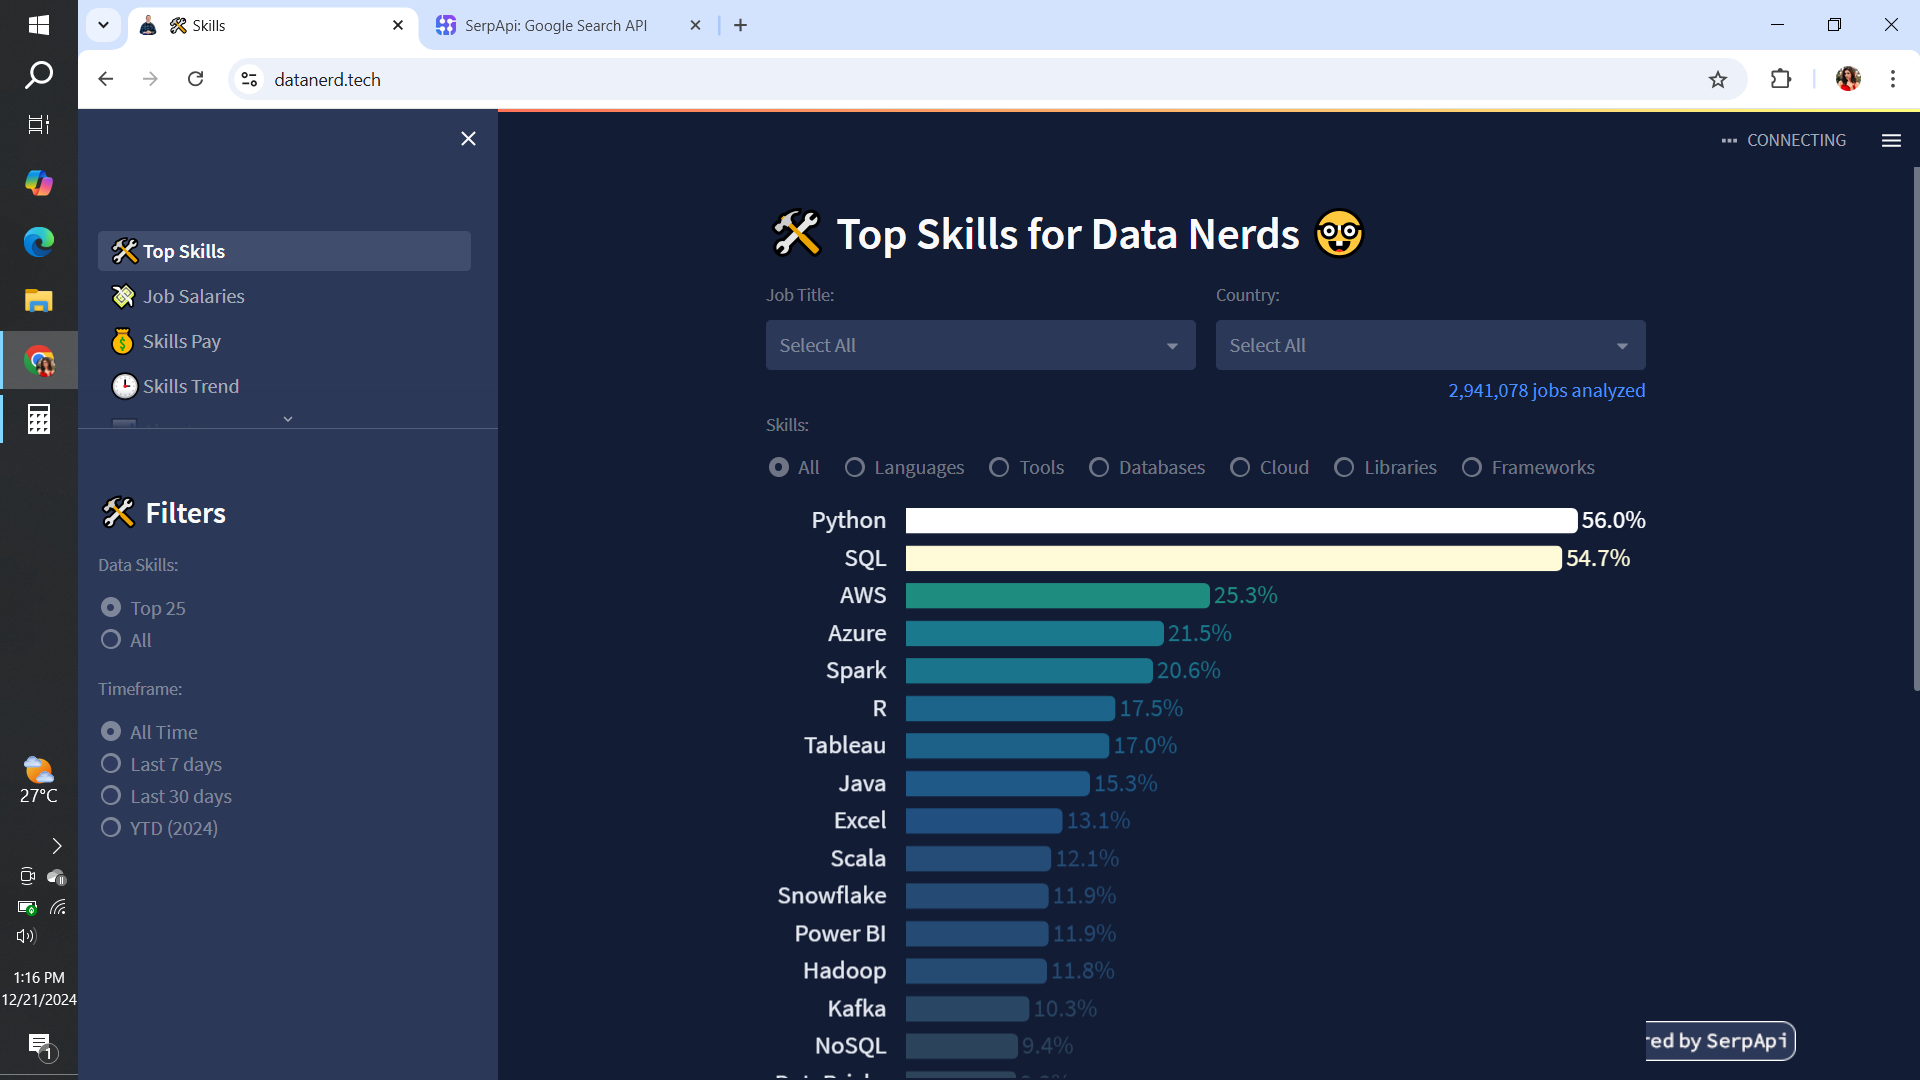 Skills
SerpApi: Google Search API
datanerd.tech
CONNECTING
Top Skills
Job Salaries
Skills Pay
Skills Trend
Filters
Data Skills:
Top 25
All
Timeframe:
All Time
Last 7 days
Last 30 days
YTD (2024)
Top Skills for Data Nerds
Job Title:
Country:
Select All
Select All
2,941,078 jobs analyzed
Skills:
All Languages Tools Databases Cloud Libraries Frameworks
Python 56.0%
SQL 54.7%
AWS 25.3%
Azure 21.5%
Spark 20.6%
R 17.5%
Tableau 17.0%
Java 15.3%
Excel 13.1%
Scala 12.1%
Snowflake 11.9%
Power BI 11.9%
Hadoop 11.8%
Kafka 10.3%
NoSQL 9.4%
red by SerpApi
27°C
1:16 PM
12/21/2024
1